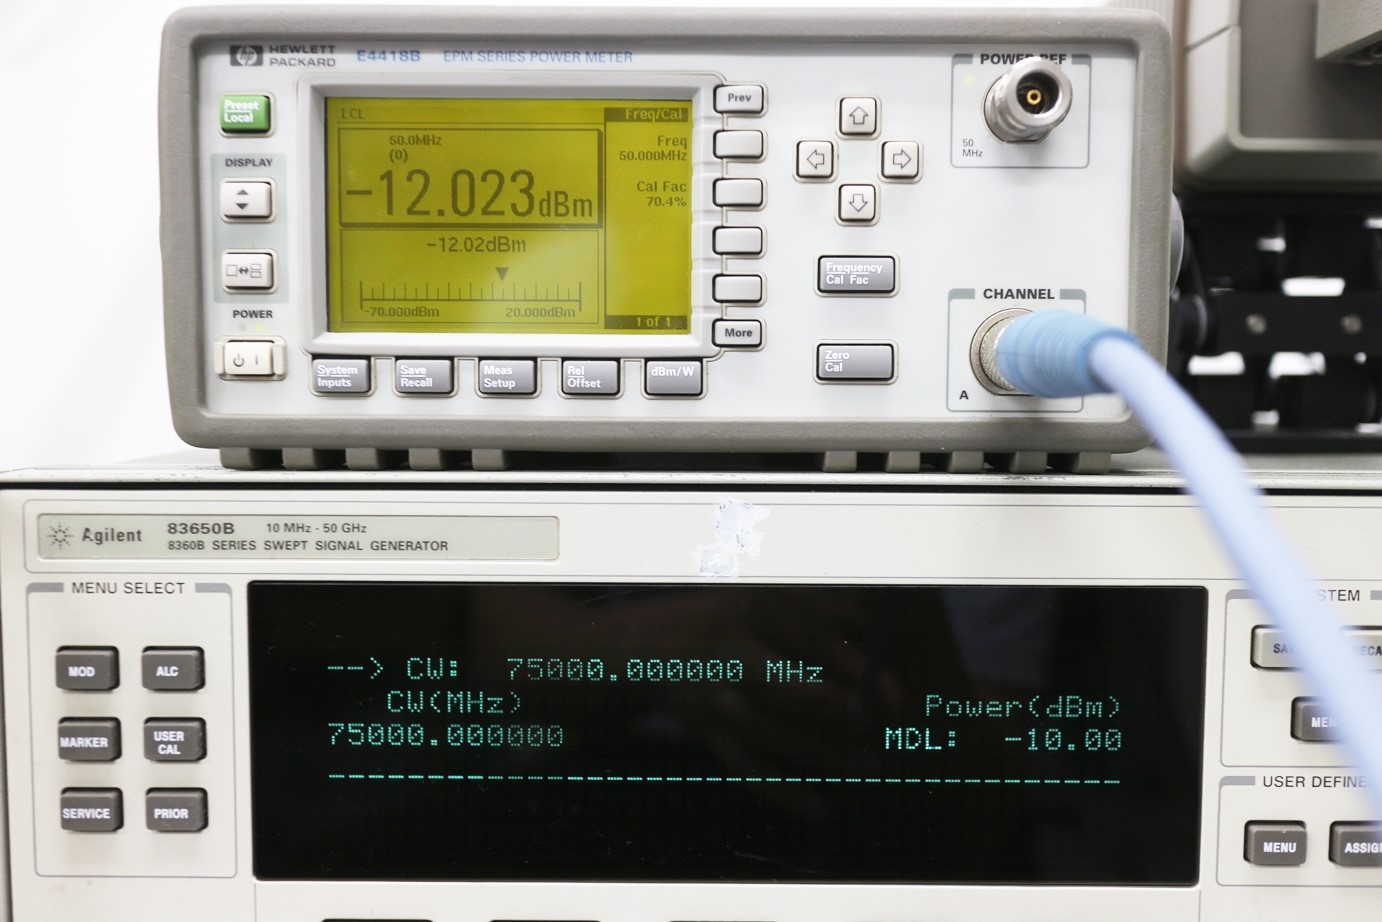 HEWLETT
PACKARD
E4418B EPM SERIES POWER METER
POWER REF
50
MHz
Preset
Local
DISPLAY
POWER
LCL
Freq/Cal
50.0MHz
(0)
-12.023dBm
Freq
50.000MHz
Cal Fac
70.4%
-12.02dBm
-70.000dBm 20.000dBm
1 of 1
Prev
More
System
Inputs
Save
Recall
Meas
Setup
Rel
Offset
dBm/W
Frequency
Cal Fac
Zero
Cal
CHANNEL
A
Agilent 83650B 10 MHz - 50 GHz
8360B SERIES SWEPT SIGNAL GENERATOR
MENU SELECT
MOD ALC
MARKER USER
CAL
SERVICE PRIOR
--> CW: 75000.000000 MHz
CW(MHz) Power(dBm)
75000.000000 MDL: -10.00
USER DEFINE
MENU ASSIG